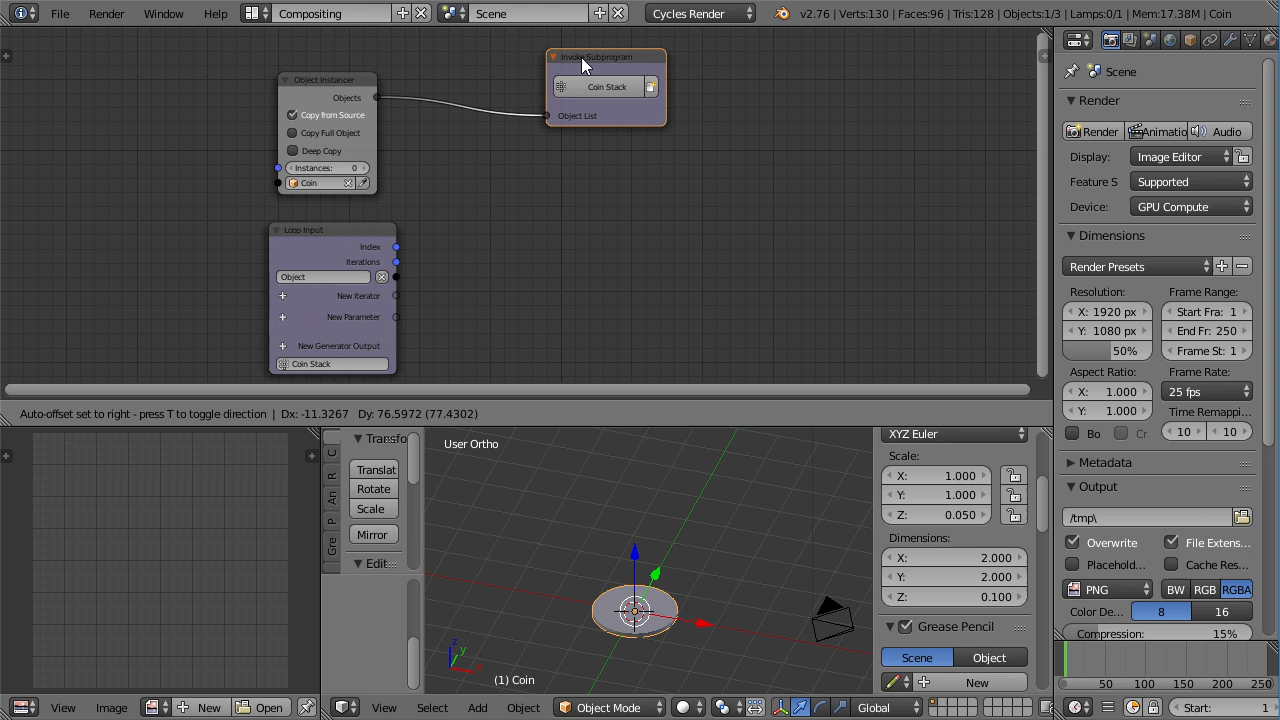 File Render Window Help Compositing Scene Cycles Render v2.76 | Verts:130 | Faces:96 | Tris:128 | Objects:1/3 | Lamps:0/1 | Mem:17.38M | Coin
Object Instancer
Objects
Copy from Source
Copy Full Object
Deep Copy
Instances: 0
Coin
Invoke Subprogram
Coin Stack
Object List
Loop Input
Index
Iterations
Object
New Iterator
New Parameter
New Generator Output
Coin Stack
Auto-offset set to right - press T to toggle direction | Dx: -11.3267 Dy: 76.5972 (77.4302)
View Image New Open
C
R
An
P
Gre
Transfo
Translat
Rotate
Scale
Mirror
Edit
User Ortho
z
y
x
(1) Coin
View Select Add Object Object Mode Global
XYZ Euler
Scale:
X: 1.000
Y: 1.000
Z: 0.050
Dimensions:
X: 2.000
Y: 2.000
Z: 0.100
Grease Pencil
Scene Object
New
Scene
Render
Render Animatio Audio
Display: Image Editor
Feature S Supported
Device: GPU Compute
Dimensions
Render Presets
Resolution: Frame Range:
X: 1920 px Start Fra: 1
Y: 1080 px End Fr: 250
50% Frame St: 1
Aspect Ratio: Frame Rate:
X: 1.000 25 fps
Y: 1.000 Time Remappi...
Bo Cr 10 10
Metadata
Output
/tmp\
Overwrite File Extens...
Placehold... Cache Res...
PNG BW RGB RGBA
Color De... 8 16
Compression: 15%
50 100 150 200 250
Start: 1